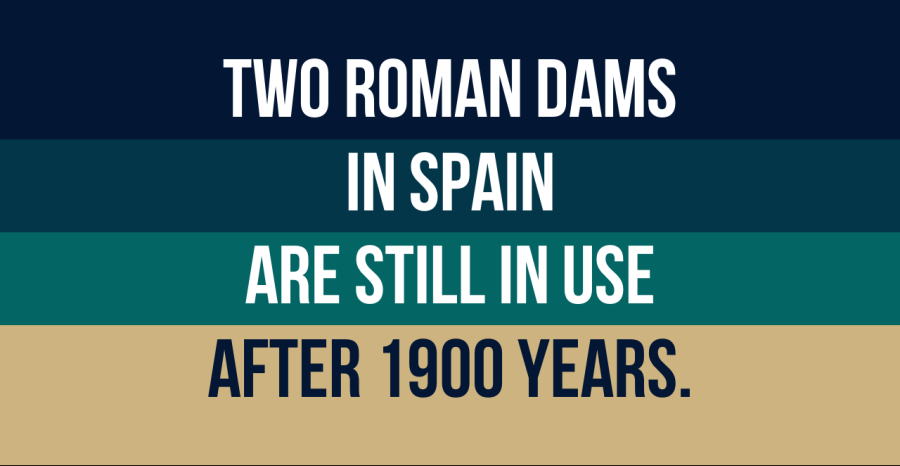 TWO ROMAN DAMS
IN SPAIN
ARE STILL IN USE
AFTER 1900 YEARS.